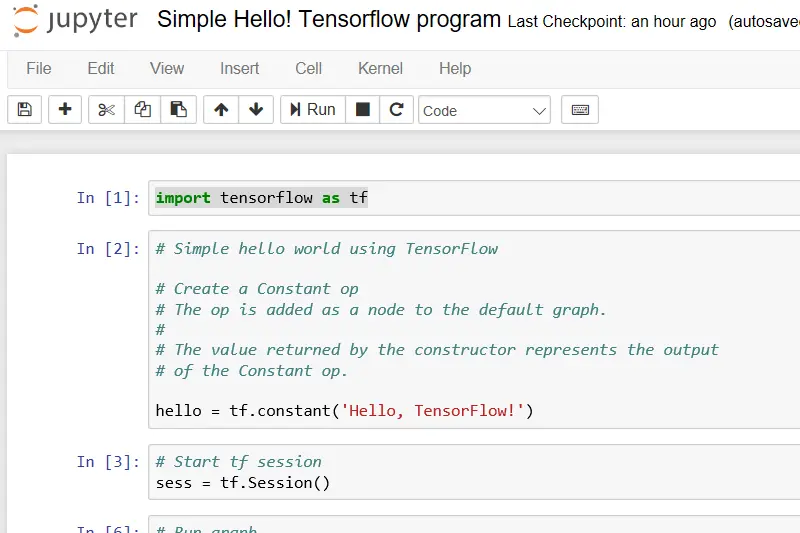 jupyter Simple Hello! Tensorflow program Last Checkpoint: an hour ago (autosave
File Edit View Insert Cell Kernel Help
Run Code
In [1]: import tensorflow as tf
In [2]: # Simple hello world using TensorFlow
# Create a Constant op
# The op is added as a node to the default graph.
#
# The value returned by the constructor represents the output
# of the Constant op.
hello = tf.constant('Hello, TensorFlow!')
In [3]: # Start tf session
sess = tf.Session()
In [6]: # Run graph